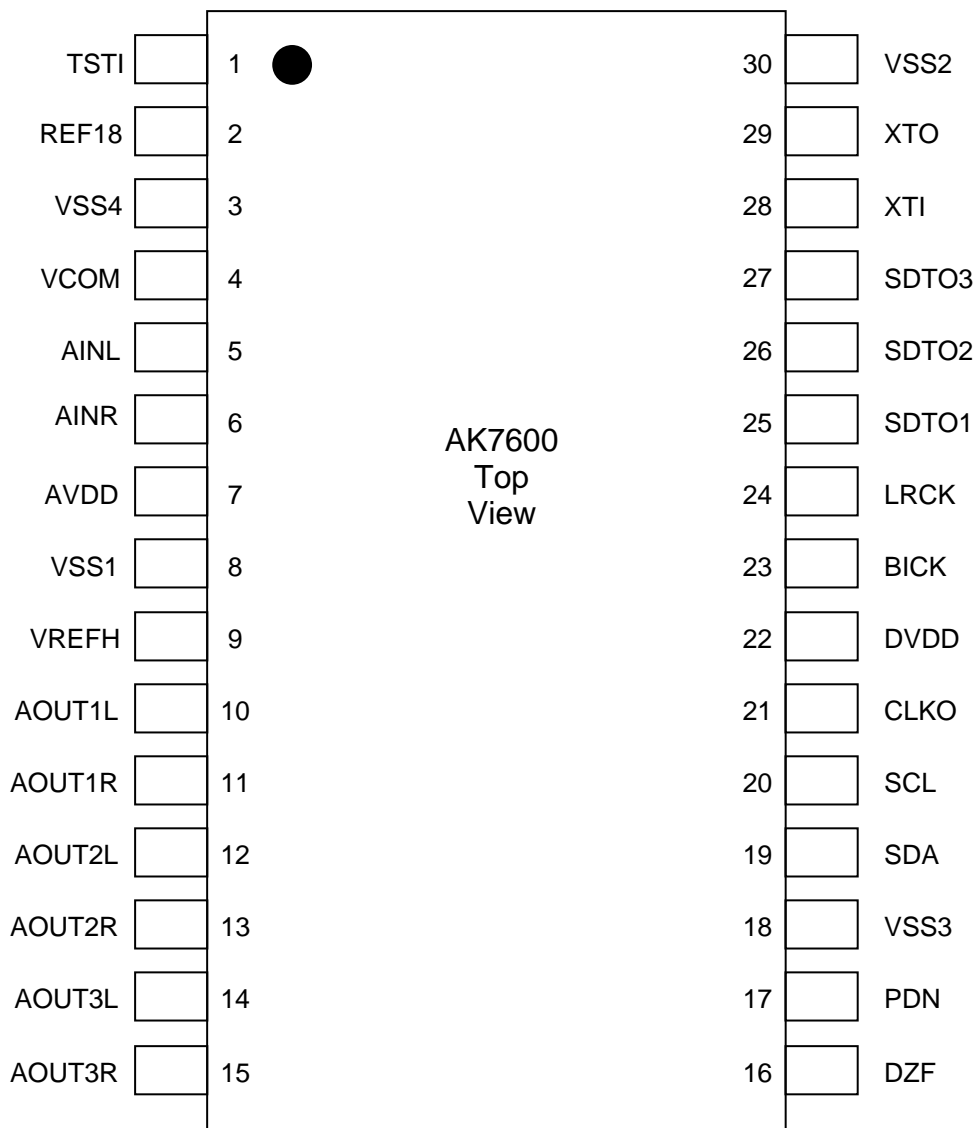 TSTI 1 30 VSS2
REF18 2 29 XTO
VSS4 3 28 XTI
VCOM 4 27 SDTO3
AINL 5 26 SDTO2
AINR 6 25 SDTO1
AK7600
Top
View
AVDD 7 24 LRCK
VSS1 8 23 BICK
VREFH 9 22 DVDD
AOUT1L 10 21 CLKO
AOUT1R 11 20 SCL
AOUT2L 12 19 SDA
AOUT2R 13 18 VSS3
AOUT3L 14 17 PDN
AOUT3R 15 16 DZF